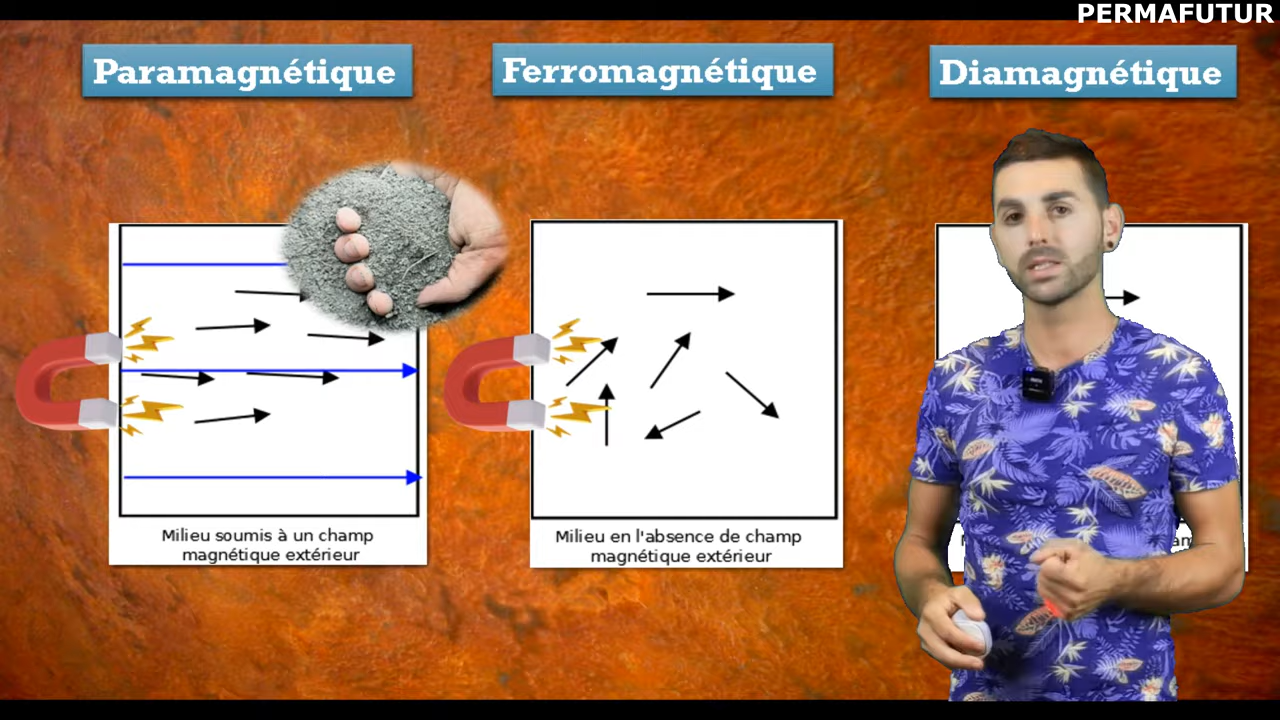 PERMAFUTUR
Paramagnétique
Ferromagnétique
Diamagnétique
Milieu soumis à un champ
magnétique extérieur
Milieu en l'absence de champ
magnétique extérieur